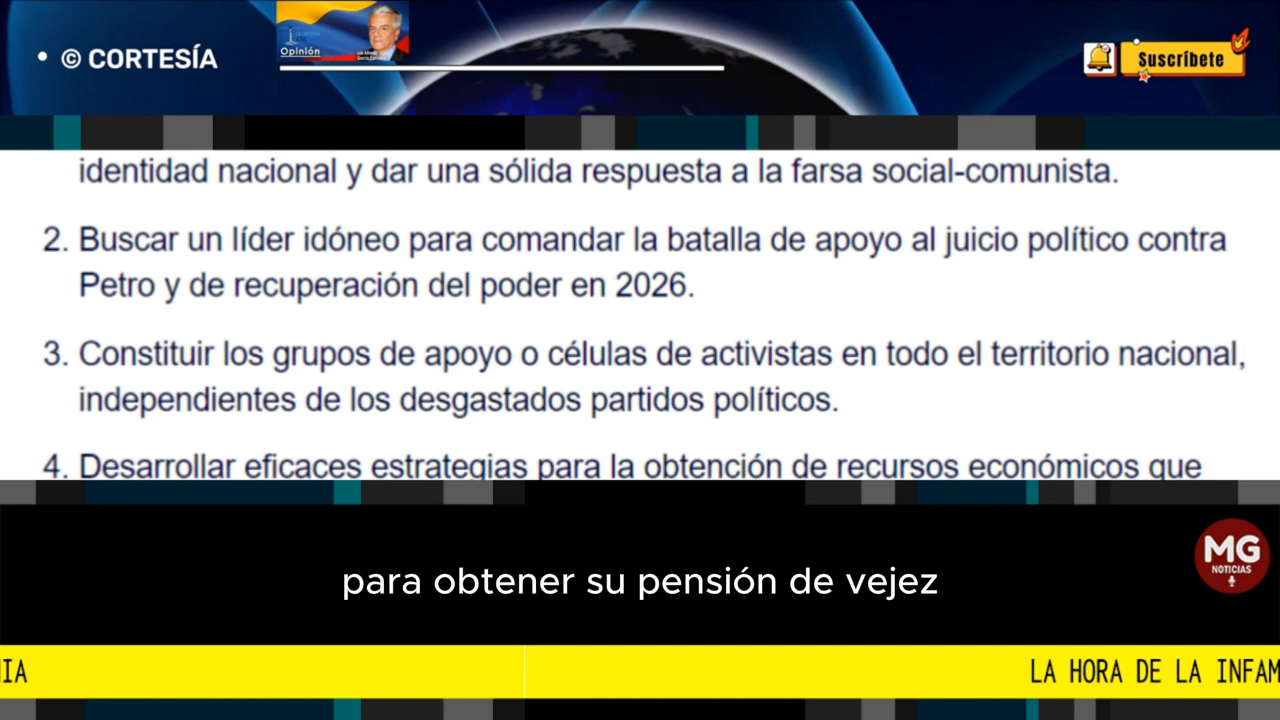 • © CORTESÍA
Opinión
Suscríbete
identidad nacional y dar una sólida respuesta a la farsa social-comunista.
2. Buscar un líder idóneo para comandar la batalla de apoyo al juicio político contra
Petro y de recuperación del poder en 2026.
3. Constituir los grupos de apoyo o células de activistas en todo el territorio nacional,
independientes de los desgastados partidos políticos.
4. Desarrollar eficaces estrategias para la obtención de recursos económicos que
MG
NOTICIAS
para obtener su pensión de vejez
IA
LA HORA DE LA INFAM